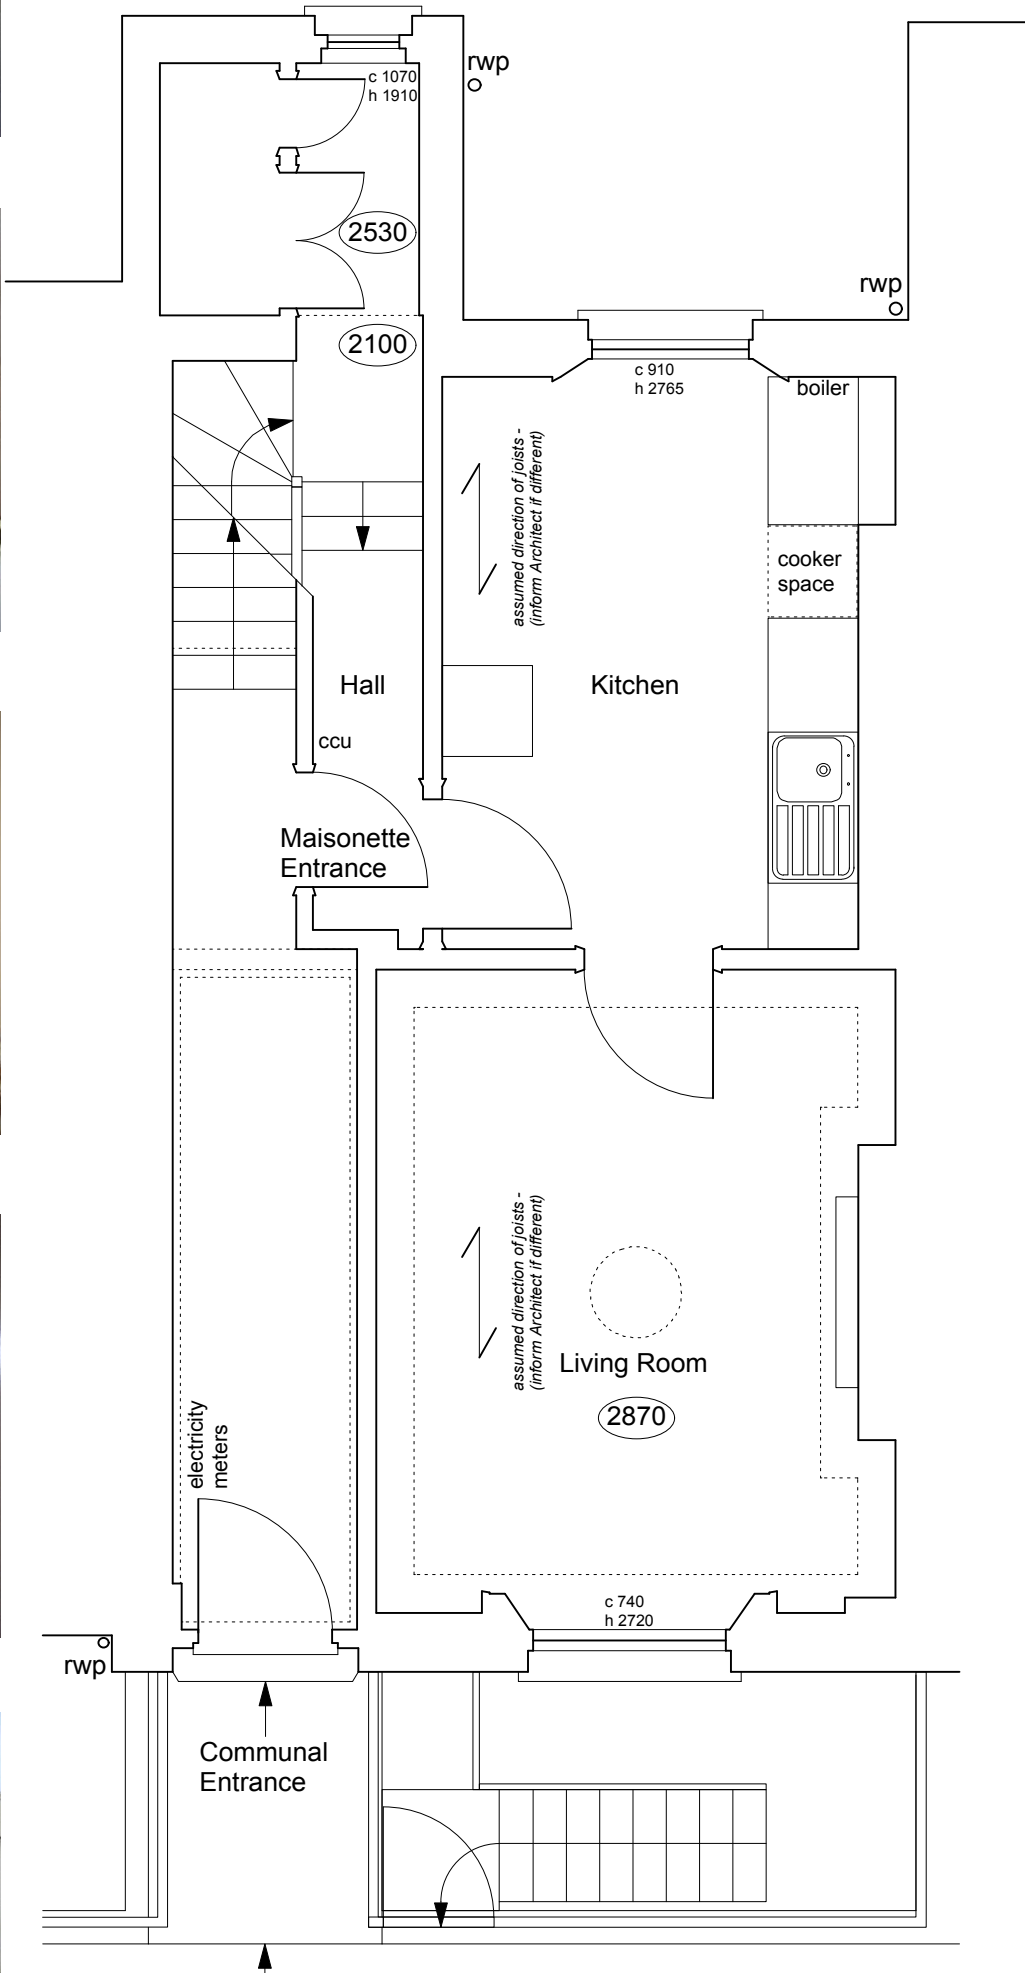 rwp
c 1070
h 1910
2530
rwp
2100
c 910
h 2765
boiler
assumed direction of joists -
(inform Architect if different)
cooker
space
Hall
Kitchen
ccu
Maisonette
Entrance
assumed direction of joists -
(inform Architect if different)
Living Room
2870
electricity
meters
c 740
h 2720
rwp
Communal
Entrance